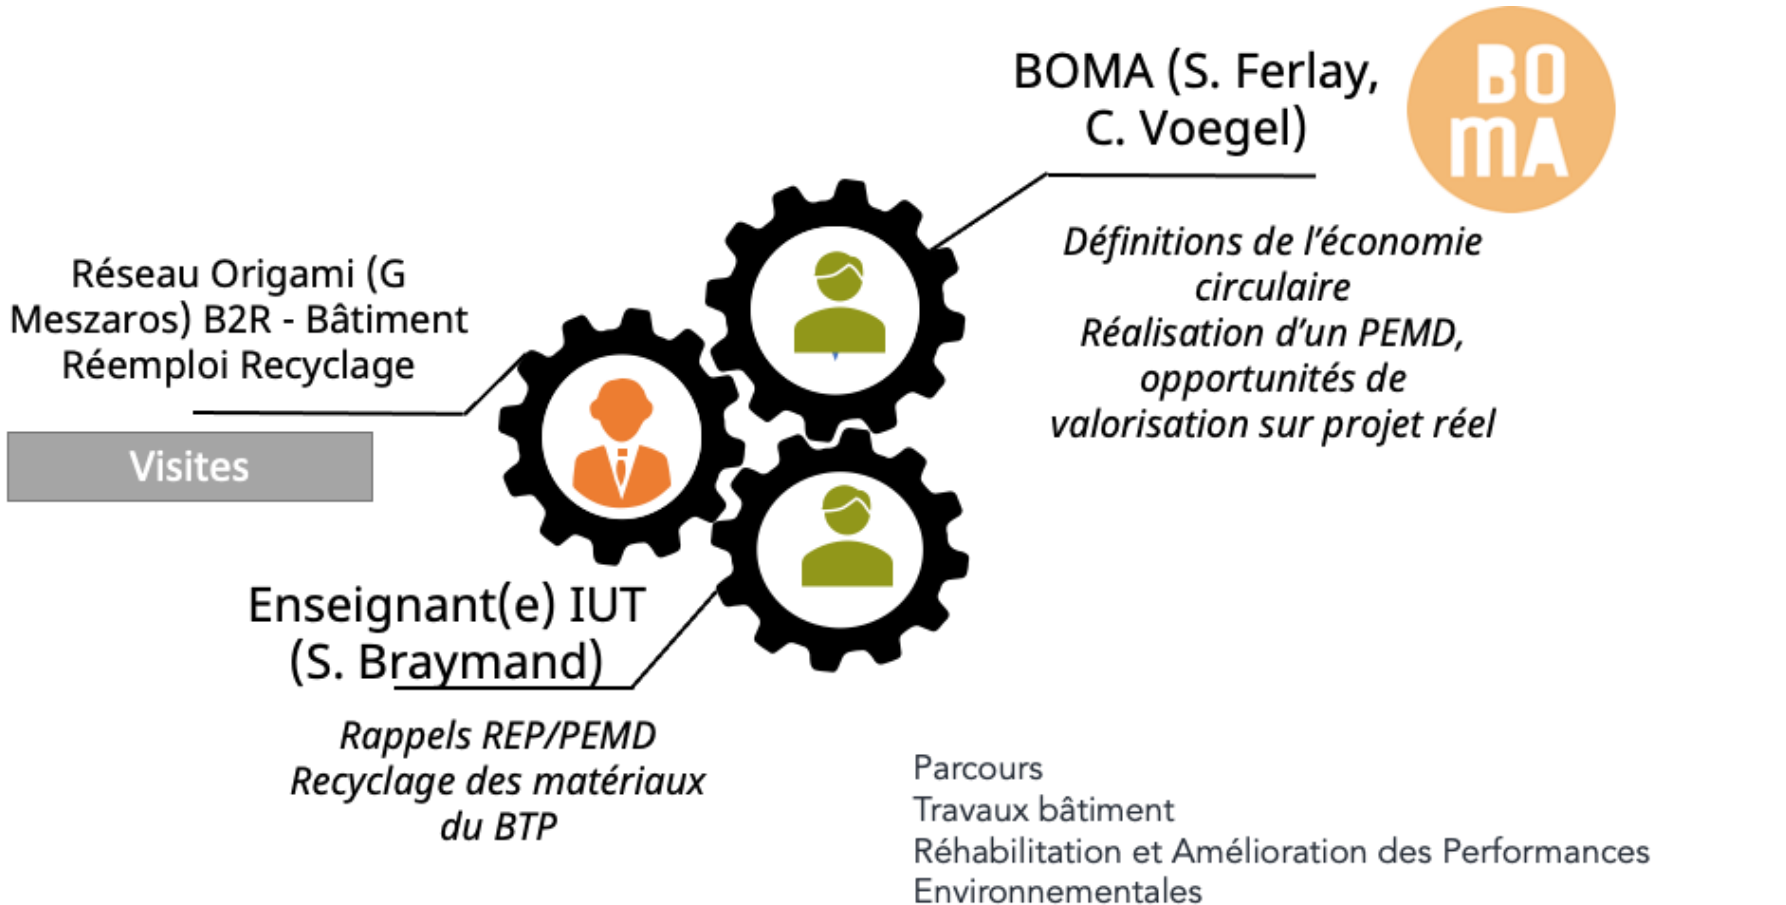 BOMA (S. Ferlay,
C. Voegel)
BO
MA
Définitions de l’économie
circulaire
Réalisation d’un PEMD,
opportunités de
valorisation sur projet réel
Réseau Origami (G
Meszaros) B2R - Bâtiment
Réemploi Recyclage
Visites
Enseignant(e) IUT
(S. Braymand)
Rappels REP/PEMD
Recyclage des matériaux
du BTP
Parcours
Travaux bâtiment
Réhabilitation et Amélioration des Performances
Environnementales